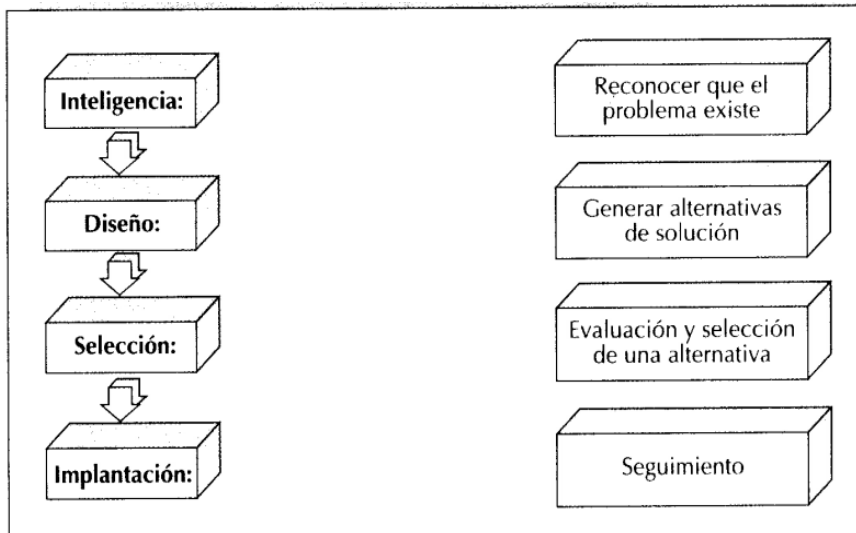 Inteligencia:
Reconocer que el
problema existe
Diseño:
Generar alternativas
de solución
Selección:
Evaluación y selección
de una alternativa
Implantación:
Seguimiento